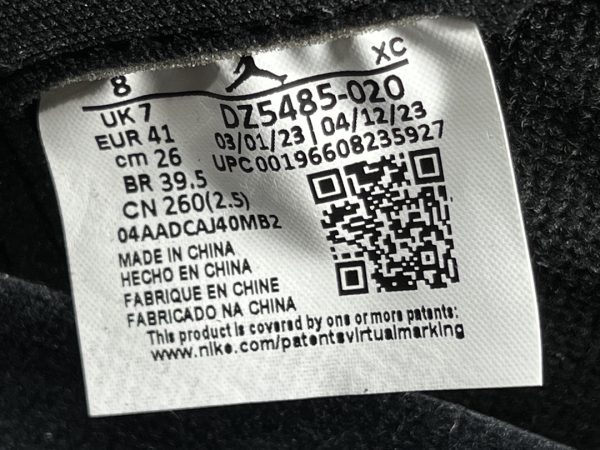 8
XC
UK 7
DZ5485-020
EUR 41
03/01/23 | 04/12/23
cm 26
UPC 00196608235927
BR 39.5
CN 260(2.5)
04AADCAJ40MB2
MADE IN CHINA
HECHO EN CHINA
FABRIQUE EN CHINE
FABRICADO NA CHINA
This product is covered by one or more patents:
www.nike.com/patentsvirtualmarking